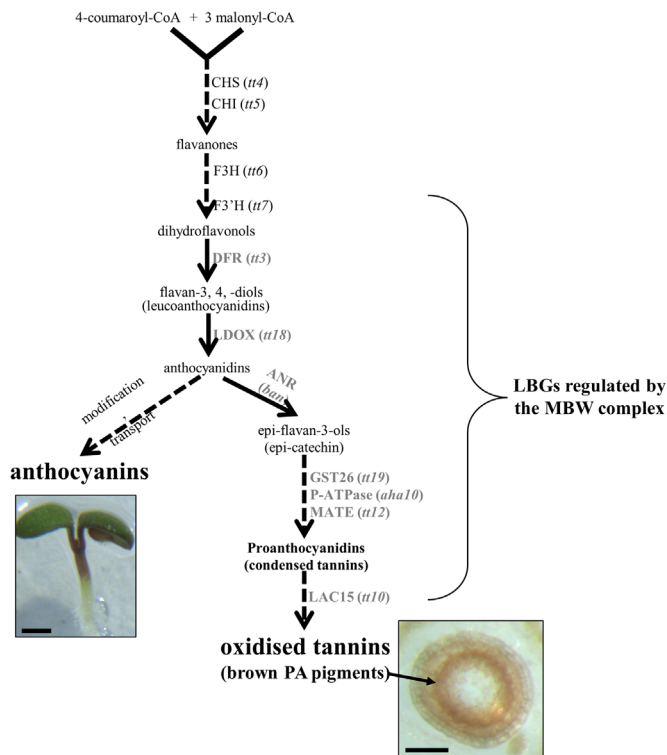 4-coumaroyl-CoA + 3 malonyl-CoA
CHS (tt4)
CHI (tt5)
flavanones
F3H (tt6)
F3'H (tt7)
dihydroflavonols
DFR (tt3)
flavan-3, 4, -diols
(leucoanthocyanidins)
LDOX (tt18)
anthocyanidins
modification
,
transport
ANR
(ban)
LBGs regulated by
the MBW complex
epi-flavan-3-ols
(epi-catechin)
anthocyanins
GST26 (tt19)
P-ATPase (aha10)
MATE (tt12)
Proanthocyanidins
(condensed tannins)
LAC15 (tt10)
oxidised tannins
(brown PA pigments)